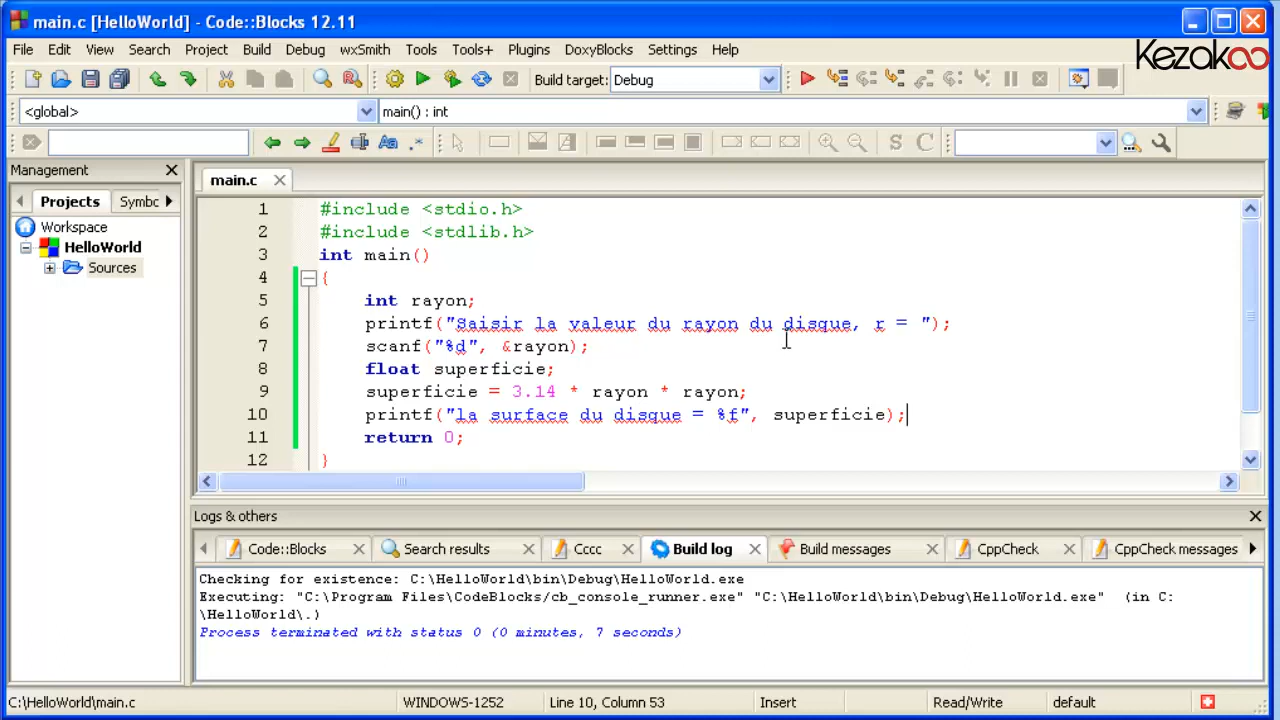 main.c [HelloWorld] - Code::Blocks 12.11
File Edit View Search Project Build Debug wxSmith Tools Tools+ Plugins DoxyBlocks Settings Help
Kezakoo
Build target: Debug
<global> main() : int
Management
Projects Symbc
Workspace
HelloWorld
Sources
main.c
1 #include <stdio.h>
2 #include <stdlib.h>
3 int main()
4 {
5 int rayon;
6 printf("Saisir la valeur du rayon du disque, r = ");
7 scanf("%d", &rayon);
8 float superficie;
9 superficie = 3.14 * rayon * rayon;
10 printf("la surface du disque = %f", superficie);
11 return 0;
12 }
Logs & others
Code::Blocks Search results Cccc Build log Build messages CppCheck CppCheck messages
Checking for existence: C:\HelloWorld\bin\Debug\HelloWorld.exe
Executing: "C:\Program Files\CodeBlocks/cb_console_runner.exe" "C:\HelloWorld\bin\Debug\HelloWorld.exe" (in C:
\HelloWorld\.)
Process terminated with status 0 (0 minutes, 7 seconds)
C:\HelloWorld\main.c WINDOWS-1252 Line 10, Column 53 Insert Read/Write default